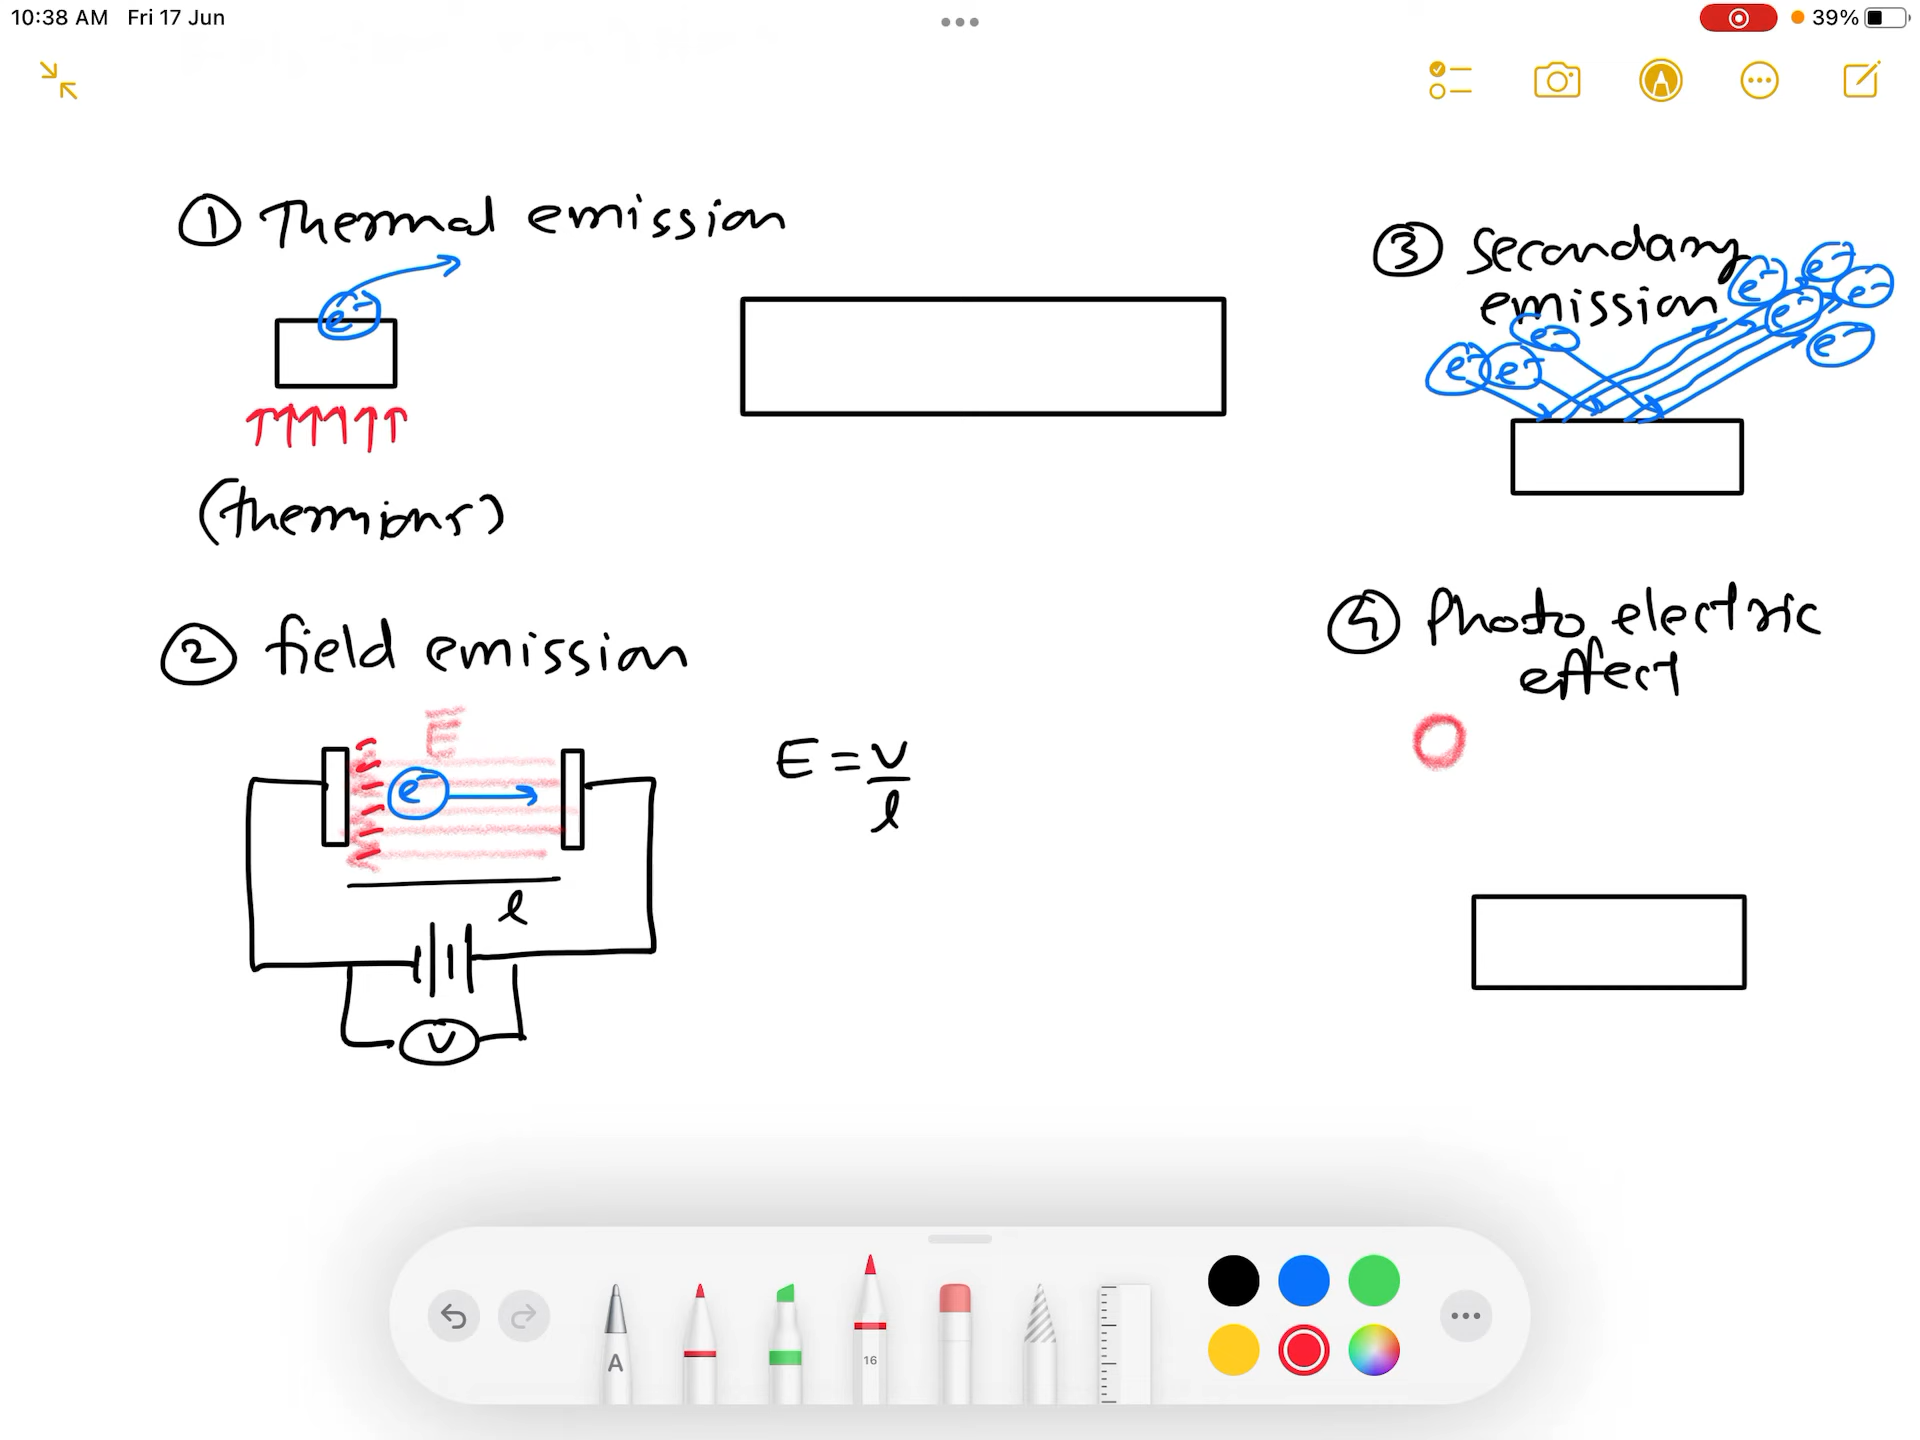 10:38 AM Fri 17 Jun
39%
① Thermal emission
e⁻
(thermions)
② field emission
E
e⁻
l
V
E = V/l
③ Secondary
emission
e⁻ e⁻ e⁻
e⁻ e⁻ e⁻ e⁻ e⁻
④ Photo electric
effect
A
16